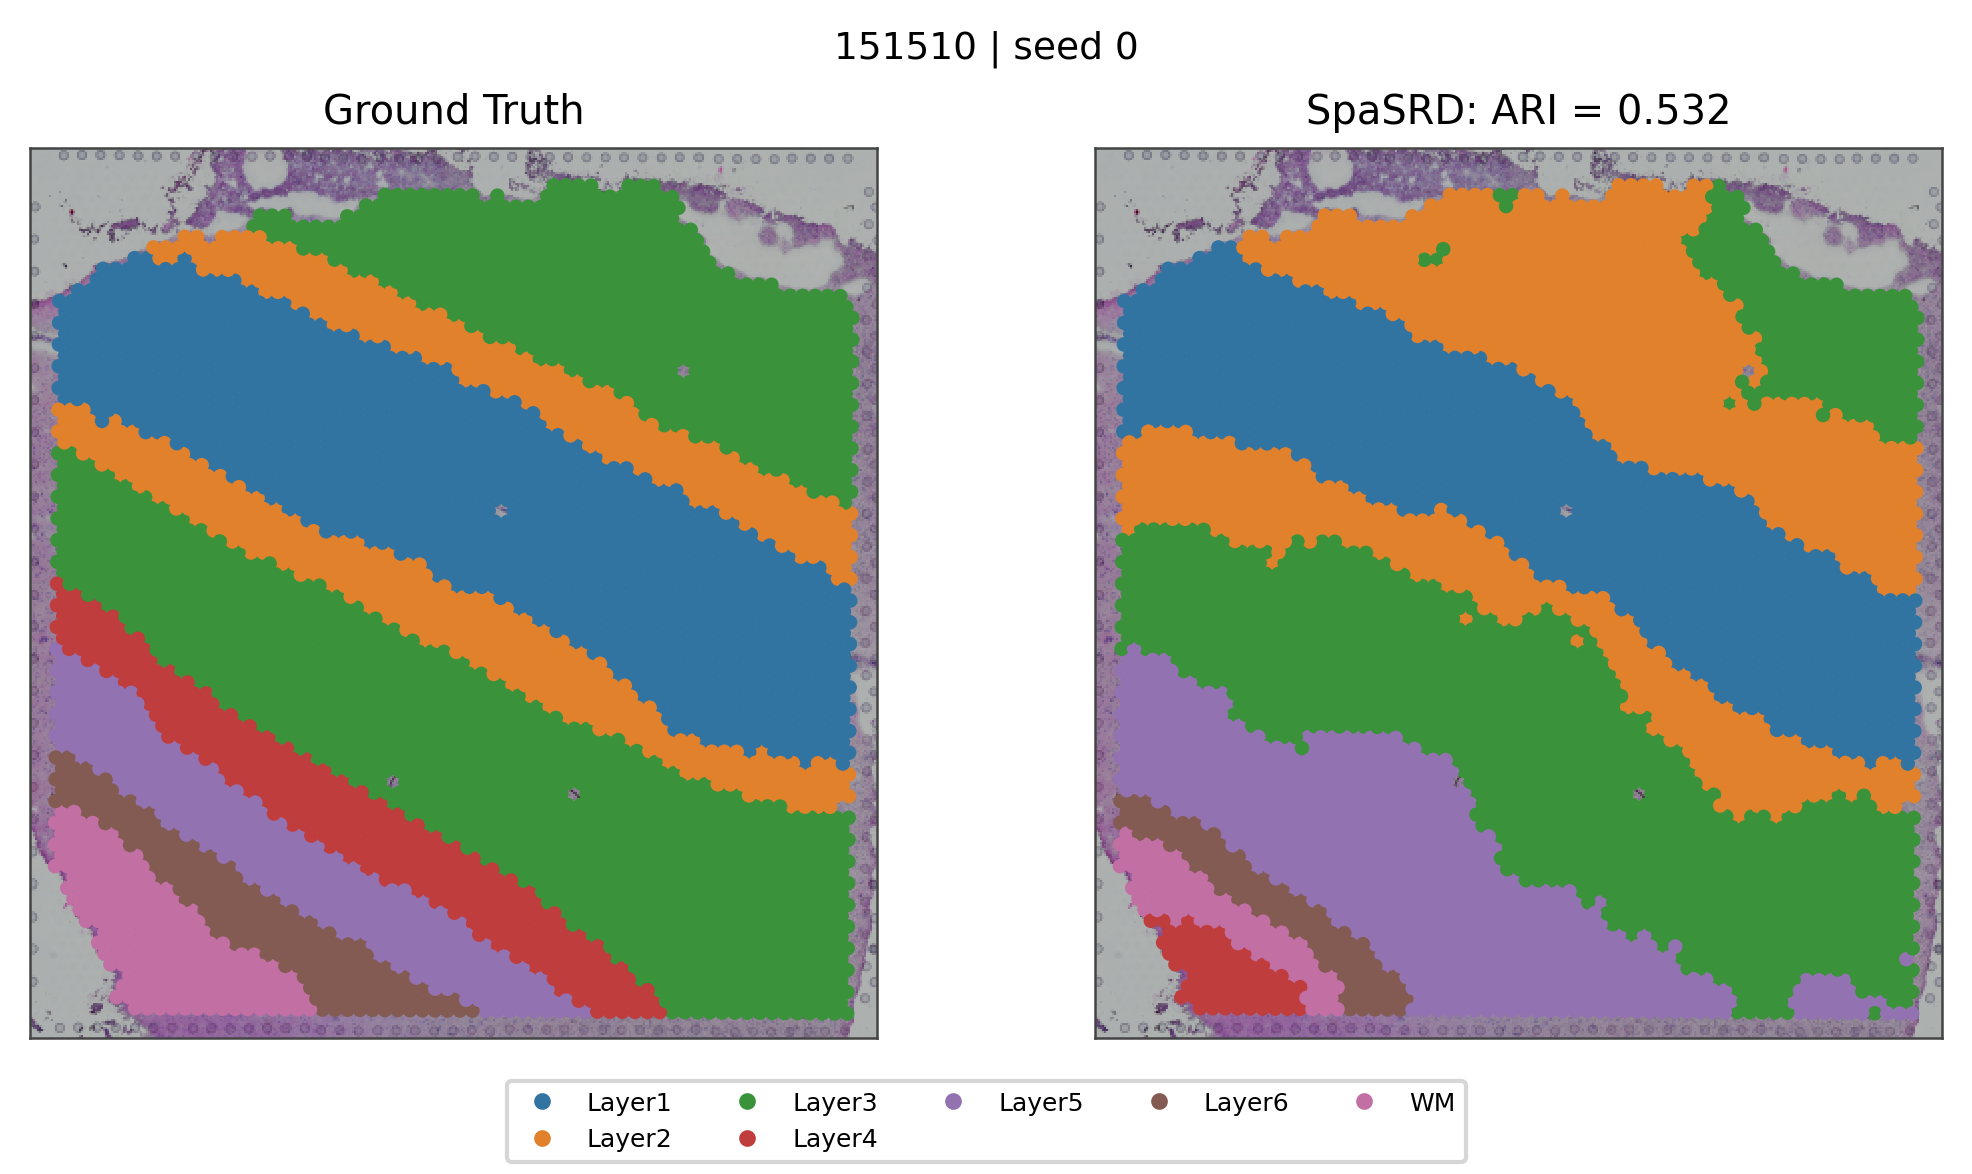 151510 | seed 0
Ground Truth
SpaSRD: ARI = 0.532
Layer1 Layer3 Layer5 Layer6 WM
Layer2 Layer4